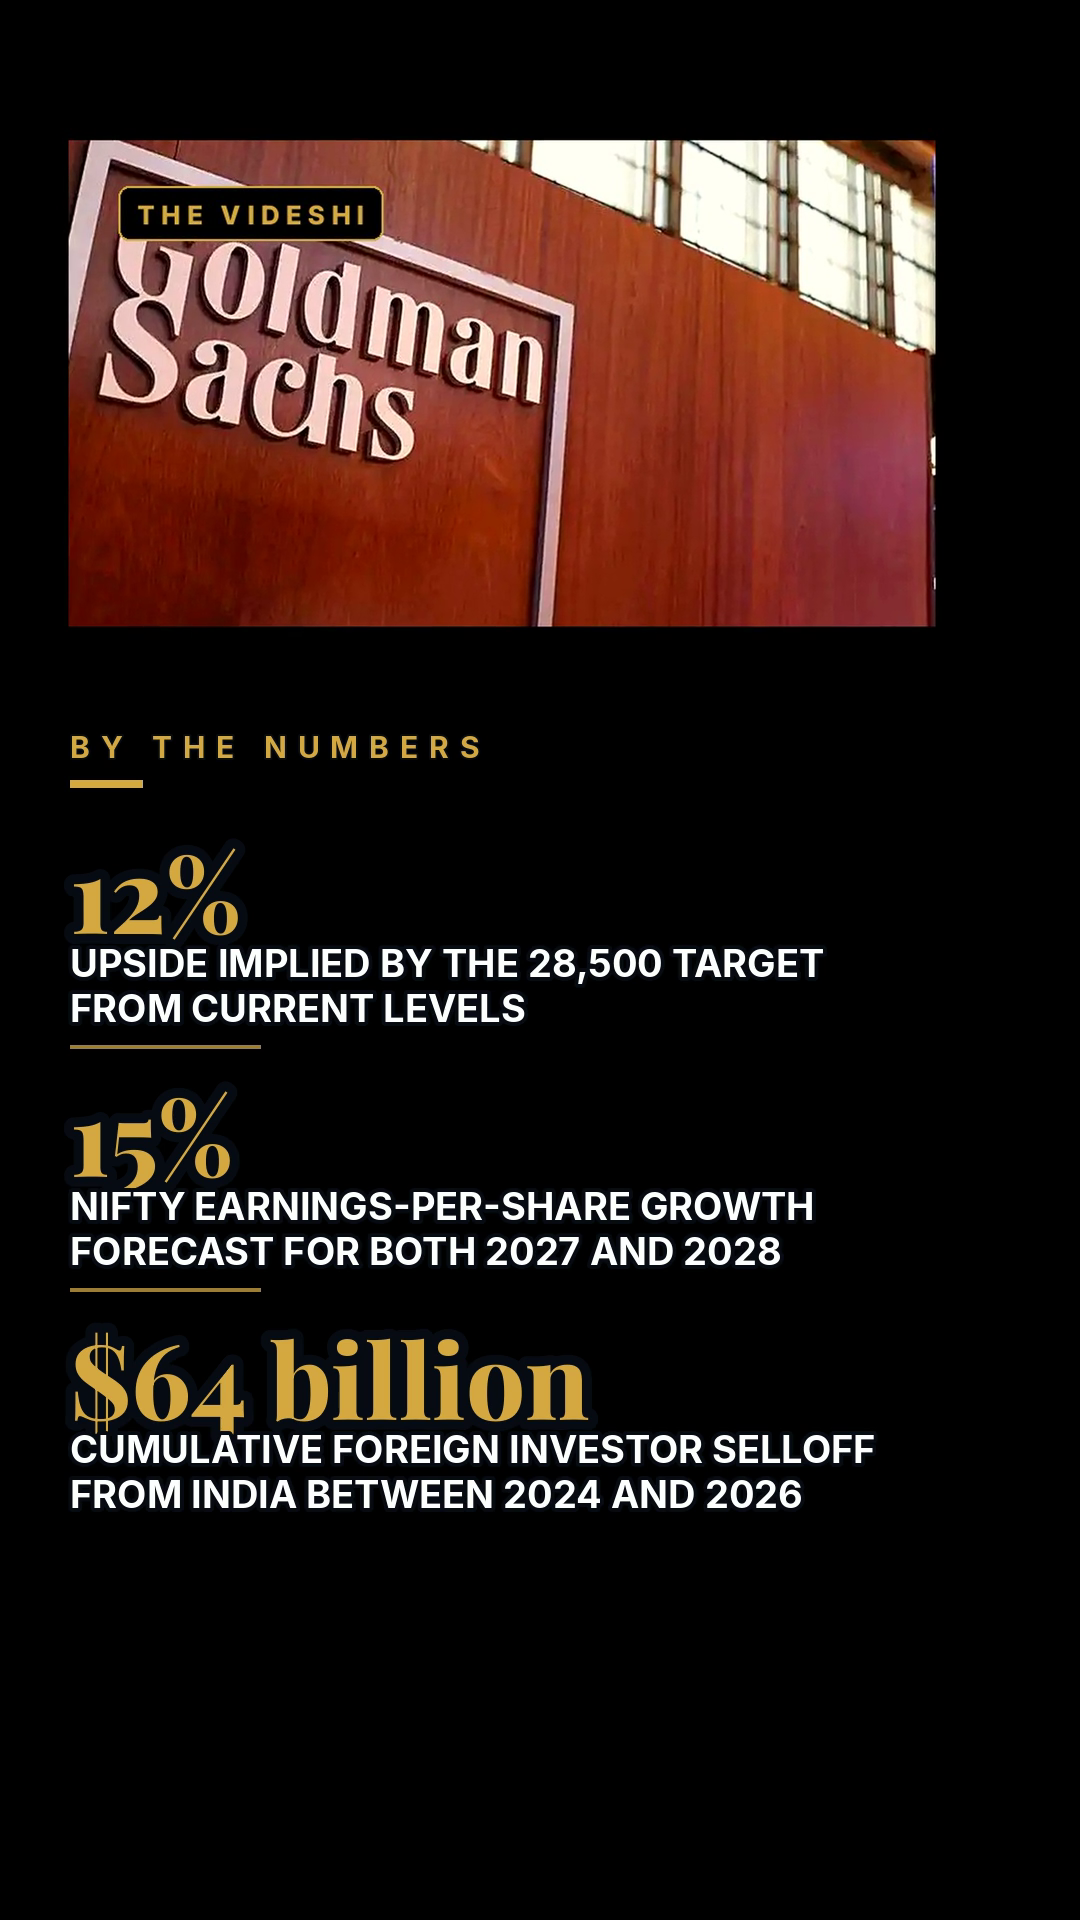 THE VIDESHI
Goldman
Sachs
BY THE NUMBERS
12%
UPSIDE IMPLIED BY THE 28,500 TARGET
FROM CURRENT LEVELS
15%
NIFTY EARNINGS-PER-SHARE GROWTH
FORECAST FOR BOTH 2027 AND 2028
$64 billion
CUMULATIVE FOREIGN INVESTOR SELLOFF
FROM INDIA BETWEEN 2024 AND 2026